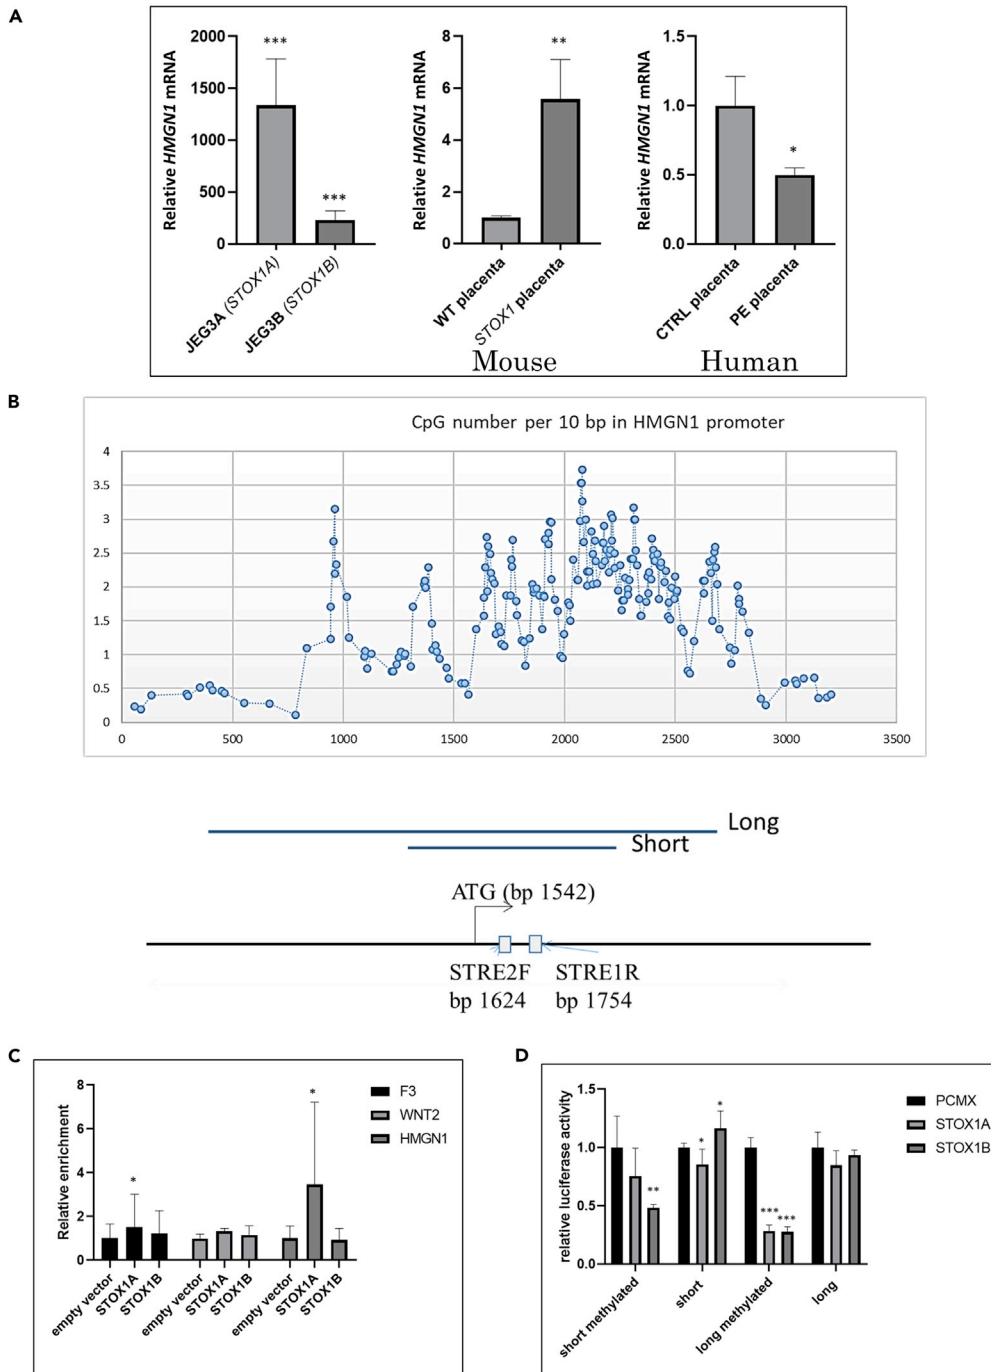 A
Relative HMGN1 mRNA
2000
1500
1000
500
0
***
***
JEG3A (STOX1A)
JEG3B (STOX1B)
Relative HMGN1 mRNA
8
6
4
2
0
**
WT placenta
STOX1 placenta
Mouse
Relative HMGN1 mRNA
1.5
1.0
0.5
0.0
*
CTRL placenta
PE placenta
Human
B
CpG number per 10 bp in HMGN1 promoter
4
3.5
3
2.5
2
1.5
1
0.5
0
0 500 1000 1500 2000 2500 3000 3500
Long
Short
ATG (bp 1542)
STRE2F STRE1R
bp 1624 bp 1754
C
Relative enrichment
8
6
4
2
0
*
*
F3
WNT2
HMGN1
empty vector
STOX1A
STOX1B
empty vector
STOX1A
STOX1B
empty vector
STOX1A
STOX1B
D
relative luciferase activity
1.5
1.0
0.5
0.0
**
*
*
***
***
PCMX
STOX1A
STOX1B
short methylated
short
long methylated
long